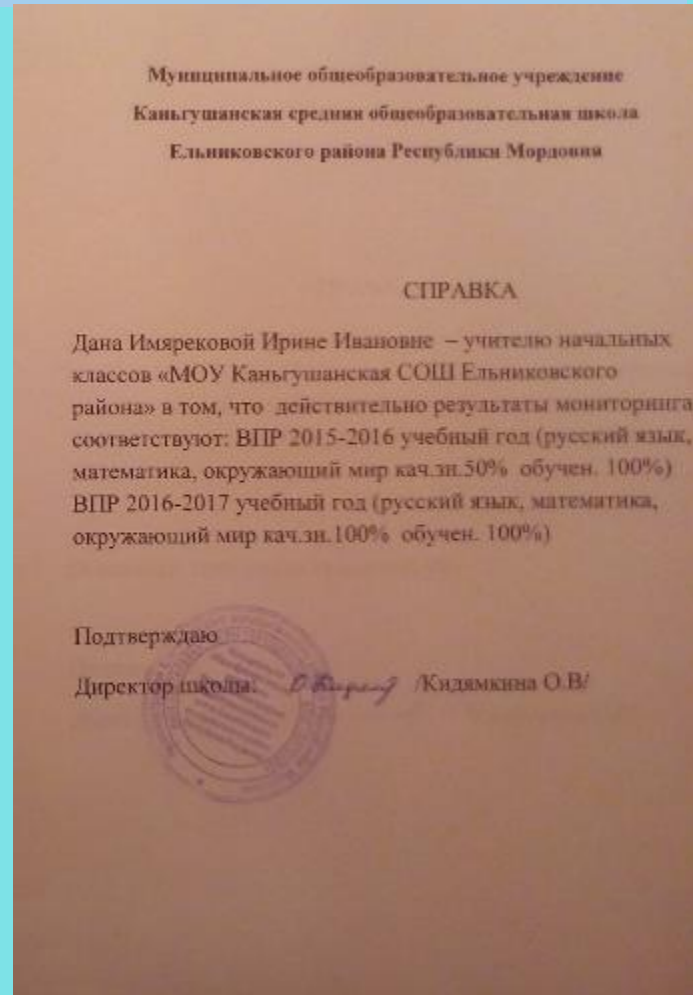 Муниципальное общеобразовательное учреждение
Каньгушанская средняя общеобразовательная школа
Ельниковского района Республики Мордовия
СПРАВКА
Дана Имярековой Ирине Ивановне – учителю начальных
классов «МОУ Каньгушанская СОШ Ельниковского
района» в том, что действительно результаты мониторинга
соответствуют: ВПР 2015-2016 учебный год (русский язык,
математика, окружающий мир кач.зн.50% обучен. 100%)
ВПР 2016-2017 учебный год (русский язык, математика,
окружающий мир кач.зн.100% обучен. 100%)
Подтверждаю
Директор школы: /Кидямкина О.В/